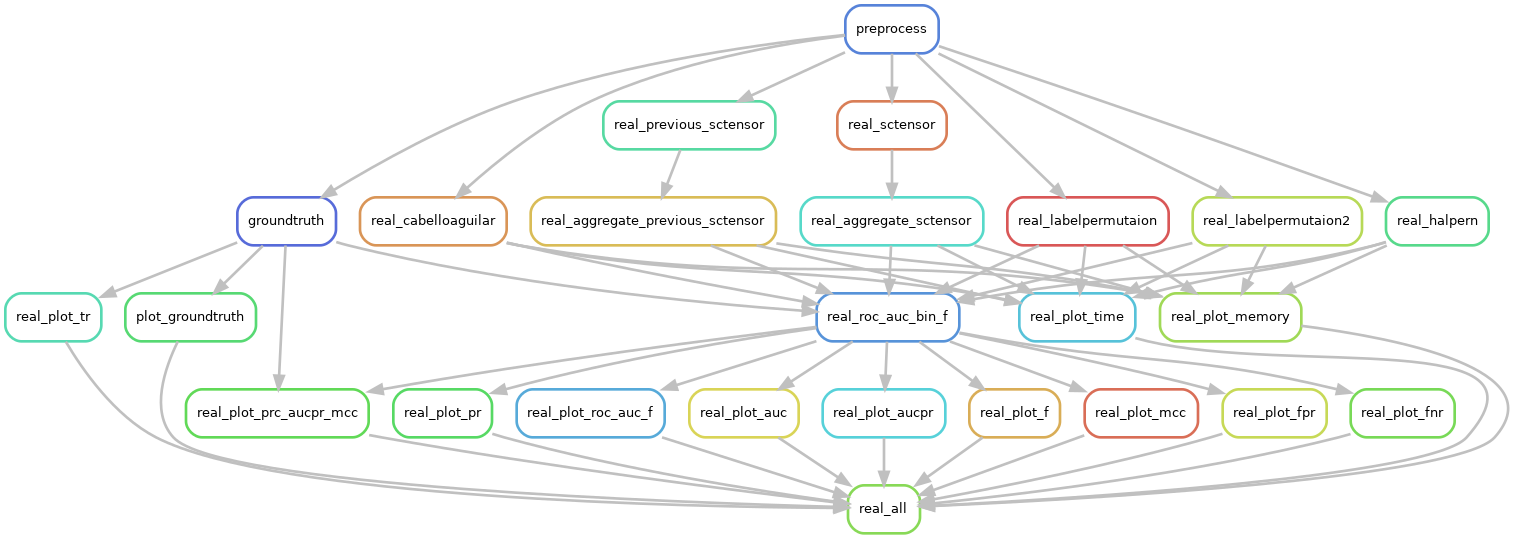 preprocess
real_previous_sctensor
real_sctensor
groundtruth
real_cabelloaguilar
real_aggregate_previous_sctensor
real_aggregate_sctensor
real_labelpermutaion
real_labelpermutaion2
real_halpern
real_plot_tr
plot_groundtruth
real_roc_auc_bin_f
real_plot_time
real_plot_memory
real_plot_prc_aucpr_mcc
real_plot_pr
real_plot_roc_auc_f
real_plot_auc
real_plot_aucpr
real_plot_f
real_plot_mcc
real_plot_fpr
real_plot_fnr
real_all